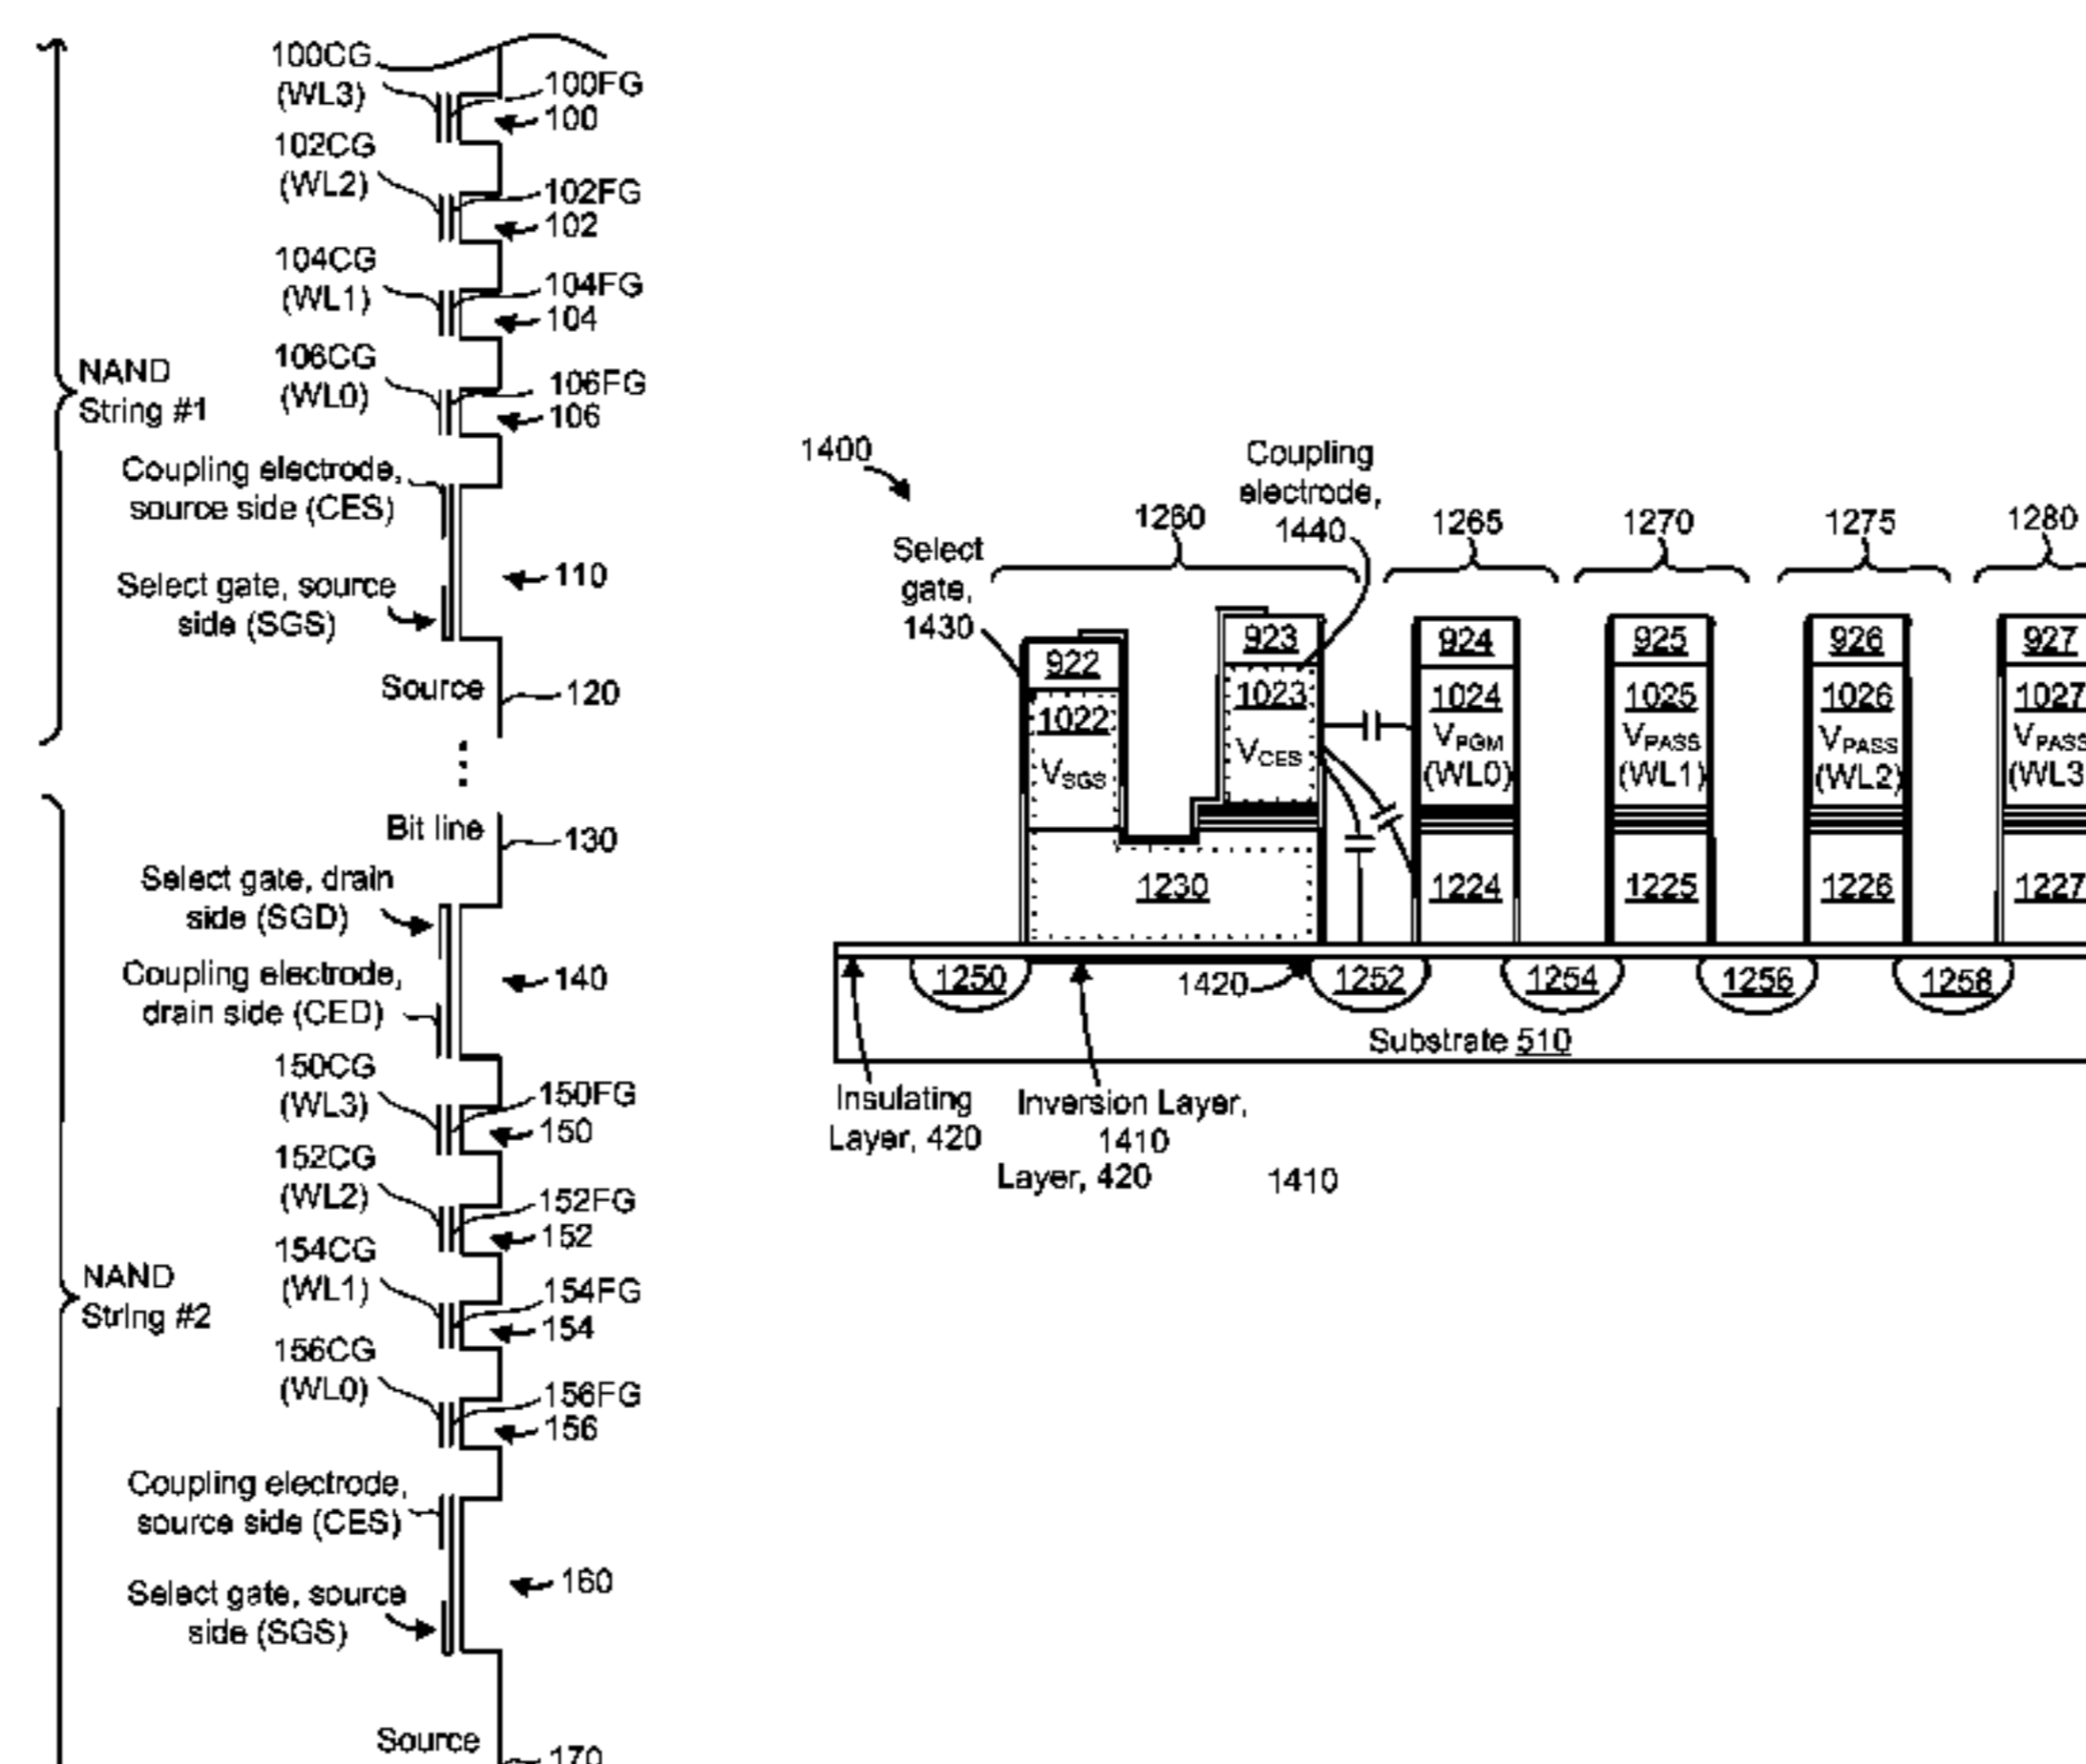 100CG
(WL3)
100FG
100
102CG
(WL2)
102FG
102
104CG
(WL1)
104FG
104
106CG
(WL0)
106FG
106
NAND
String #1
Coupling electrode,
source side (CES)
110
Select gate, source
side (SGS)
Source
120
Bit line
130
Select gate, drain
side (SGD)
140
Coupling electrode,
drain side (CED)
150CG
(WL3)
150FG
150
152CG
(WL2)
152FG
152
154CG
(WL1)
154FG
154
NAND
String #2
156CG
(WL0)
156FG
156
Coupling electrode,
source side (CES)
160
Select gate, source
side (SGS)
Source
170
1400
Coupling
electrode,
1440
Select
gate,
1430
1260
1265
1270
1275
1280
922
923
924
925
926
927
1022
VSGS
1023
VCES
1024
VPGM
(WL0)
1025
VPASS
(WL1)
1026
VPASS
(WL2)
1027
VPASS
(WL3
1230
1224
1225
1226
1227
1250
1420
1252
1254
1256
1258
Substrate 510
Insulating
Layer, 420
Inversion Layer,
1410
Layer, 420
1410